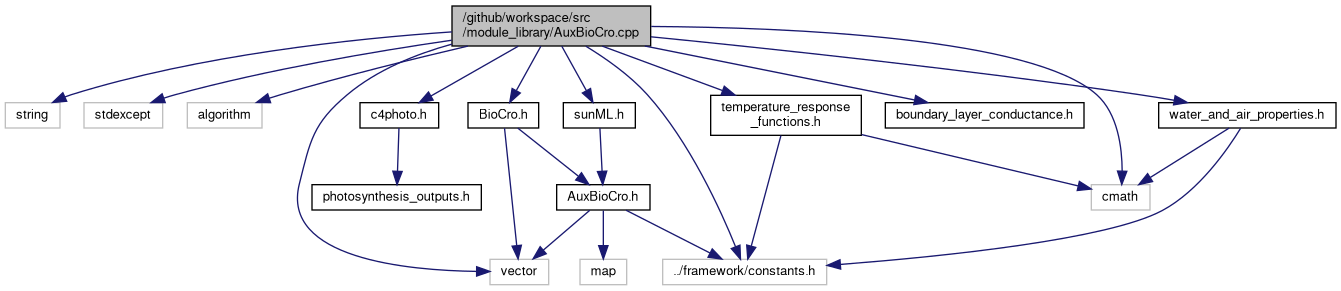 /github/workspace/src
/module_library/AuxBioCro.cpp
string
stdexcept
algorithm
c4photo.h
BioCro.h
sunML.h
temperature_response
_functions.h
boundary_layer_conductance.h
water_and_air_properties.h
photosynthesis_outputs.h
AuxBioCro.h
cmath
vector
map
../framework/constants.h